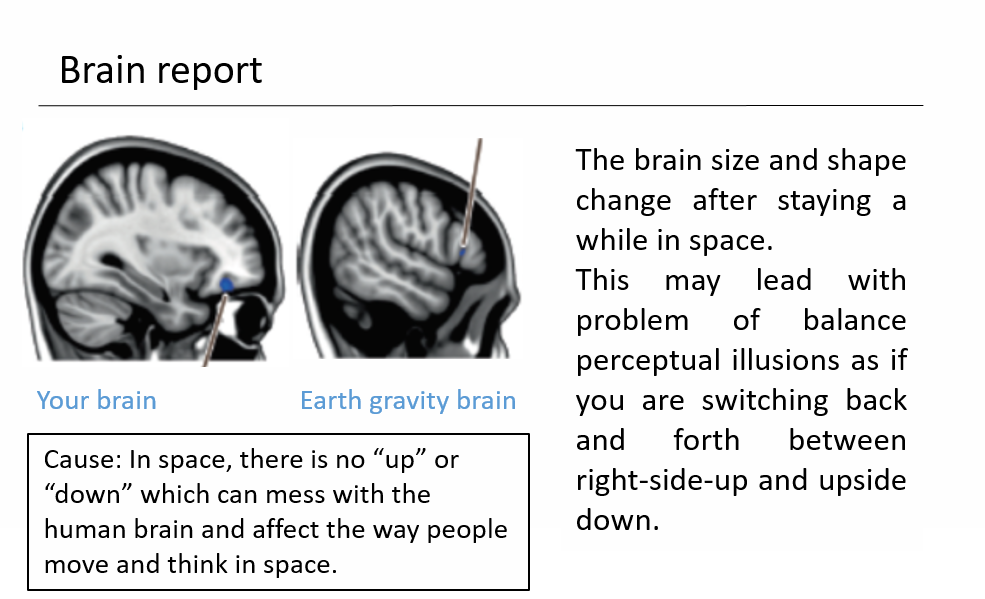 Brain report
Your brain
Earth gravity brain
Cause: In space, there is no “up” or
“down” which can mess with the
human brain and affect the way people
move and think in space.
The brain size and shape
change after staying a
while in space.
This may lead with
problem of balance
perceptual illusions as if
you are switching back
and forth between
right-side-up and upside
down.